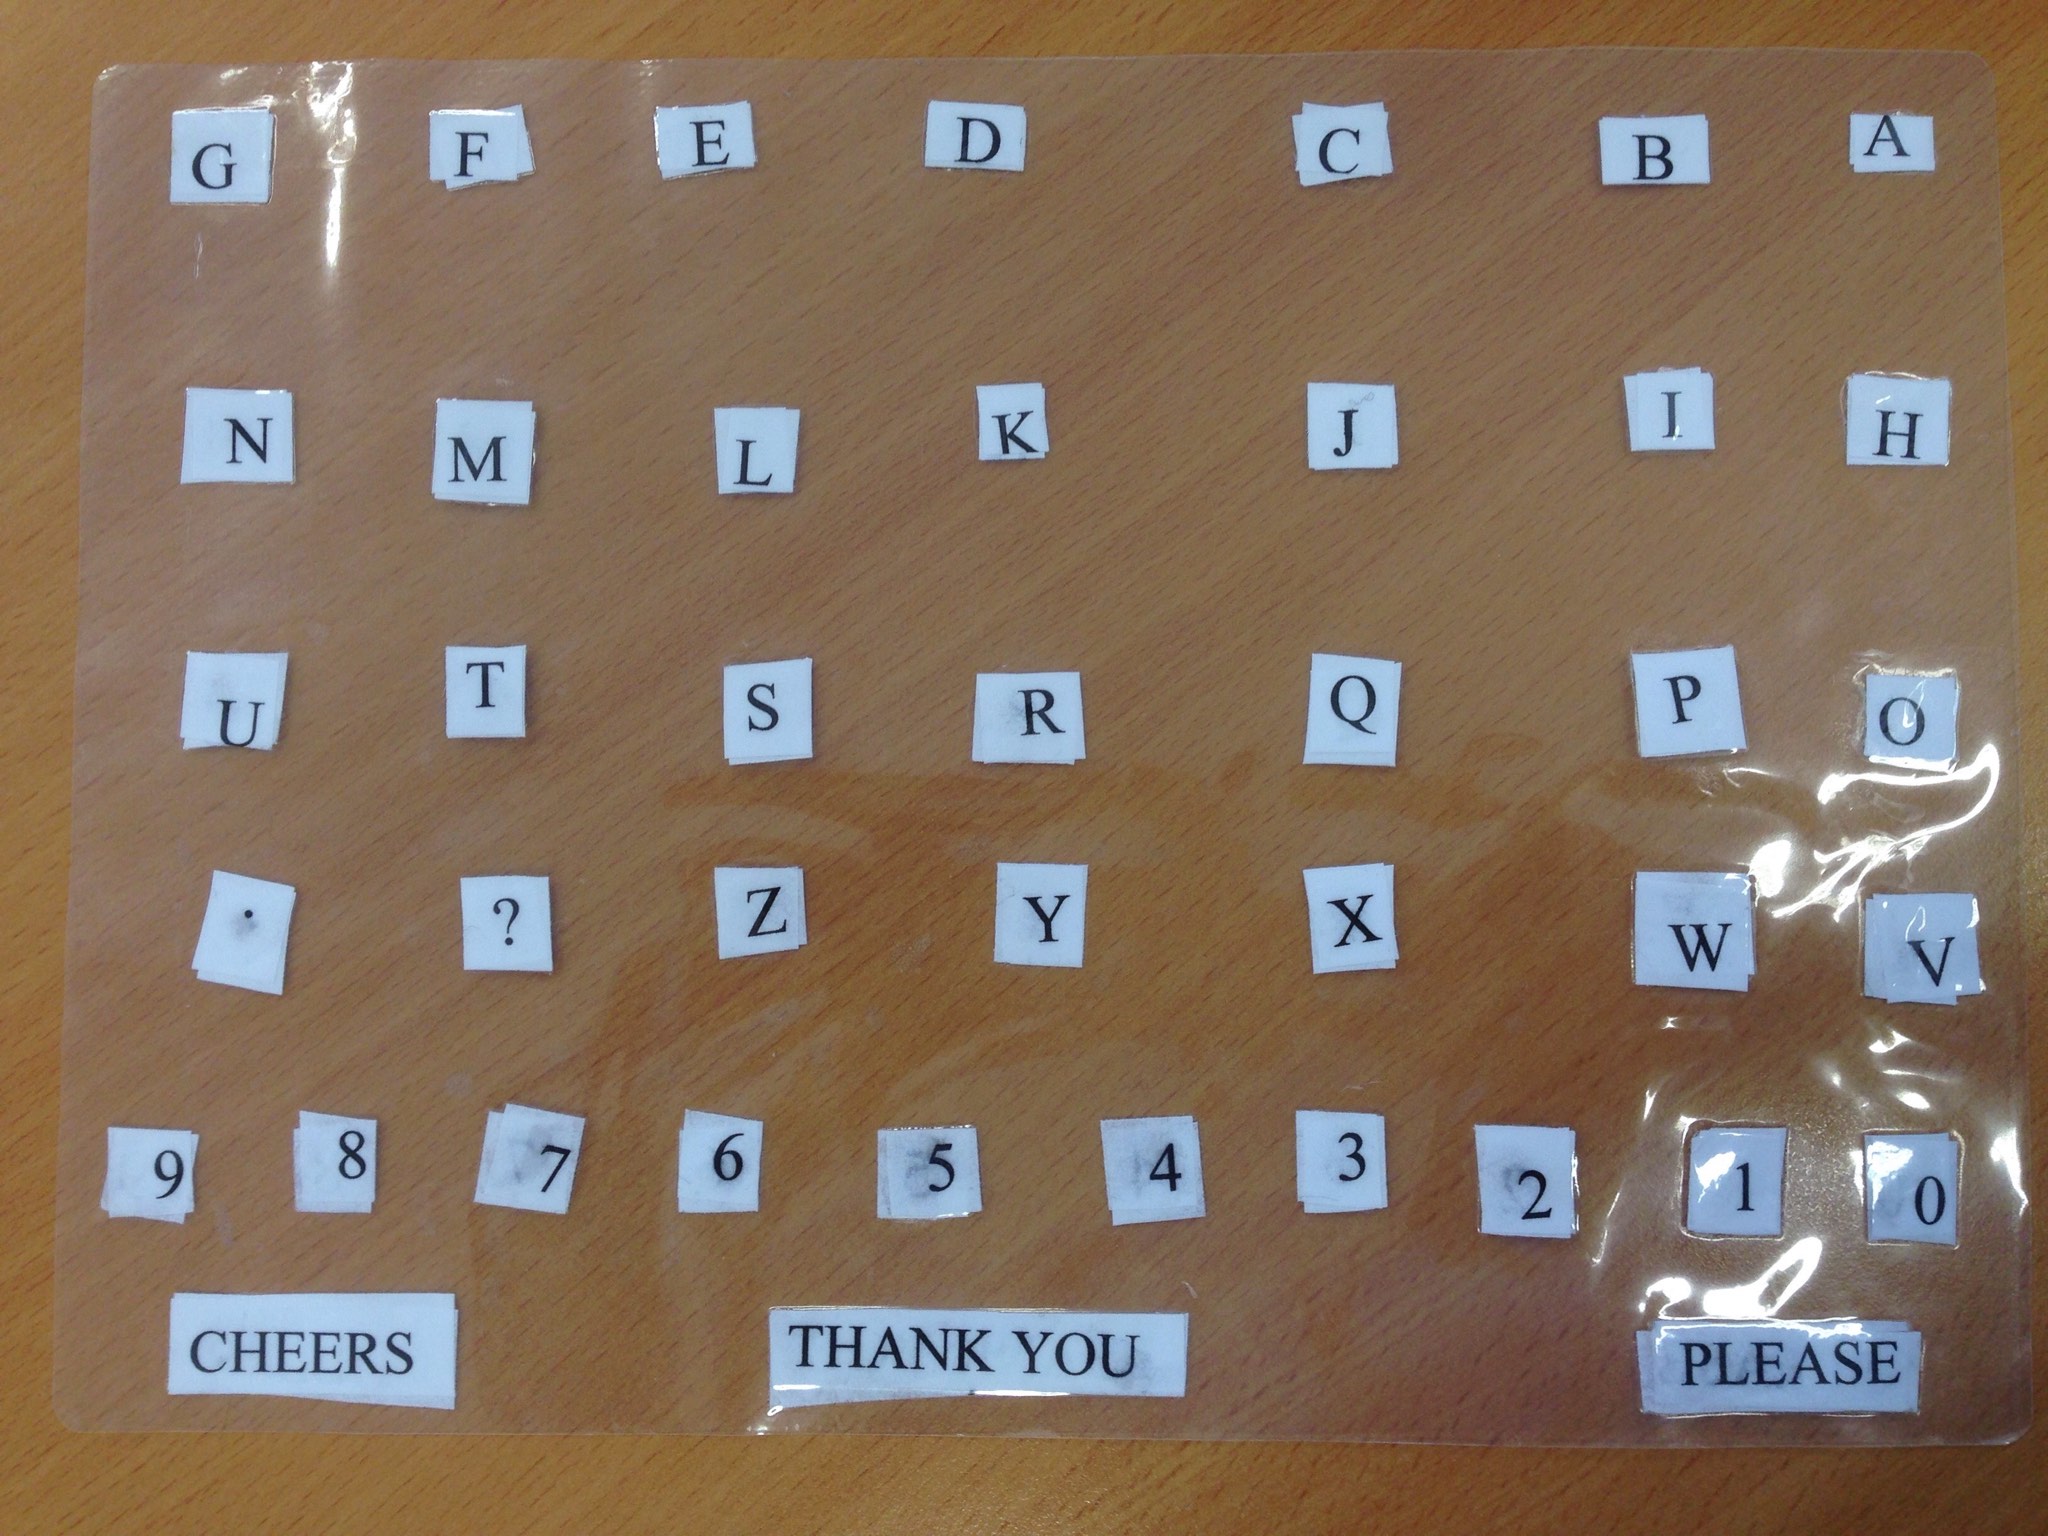 G F E D C B A
N M L K J I H
U T S R Q P O
. ? Z Y X W V
9 8 7 6 5 4 3 2 1 0
CHEERS THANK YOU PLEASE